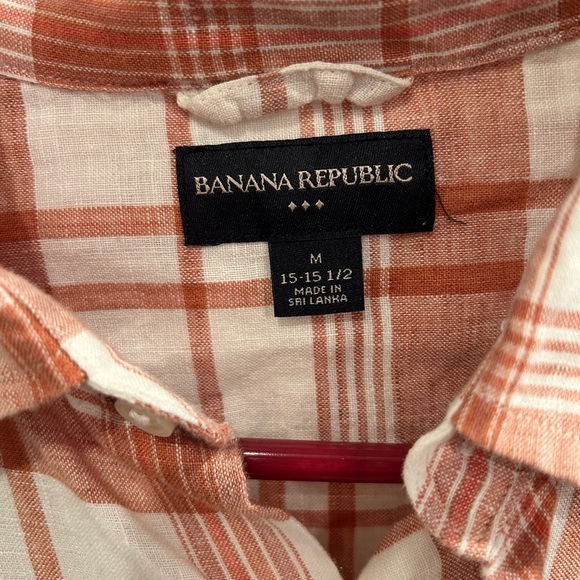 BANANA REPUBLIC
M
15-15 1/2
MADE IN
SRI LANKA